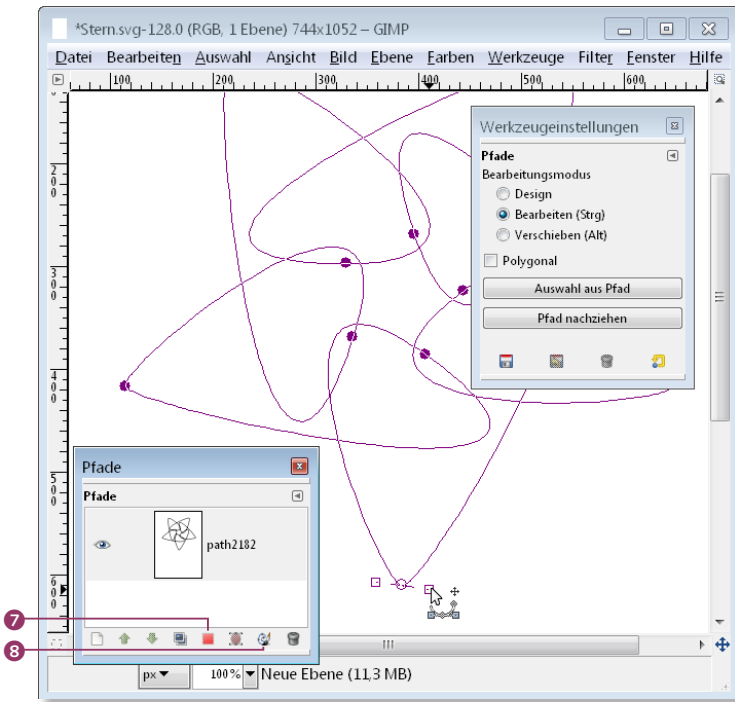 *Stern.svg-128.0 (RGB, 1 Ebene) 744x1052 – GIMP
Datei Bearbeiten Auswahl Ansicht Bild Ebene Farben Werkzeuge Filter Fenster Hilfe
100 200 300 400 500 600
200
300
400
500
600
Werkzeugeinstellungen
Pfade
Bearbeitungsmodus
Design
Bearbeiten (Strg)
Verschieben (Alt)
Polygonal
Auswahl aus Pfad
Pfad nachziehen
Pfade
Pfade
path2182
7
8
px 100% Neue Ebene (11,3 MB)